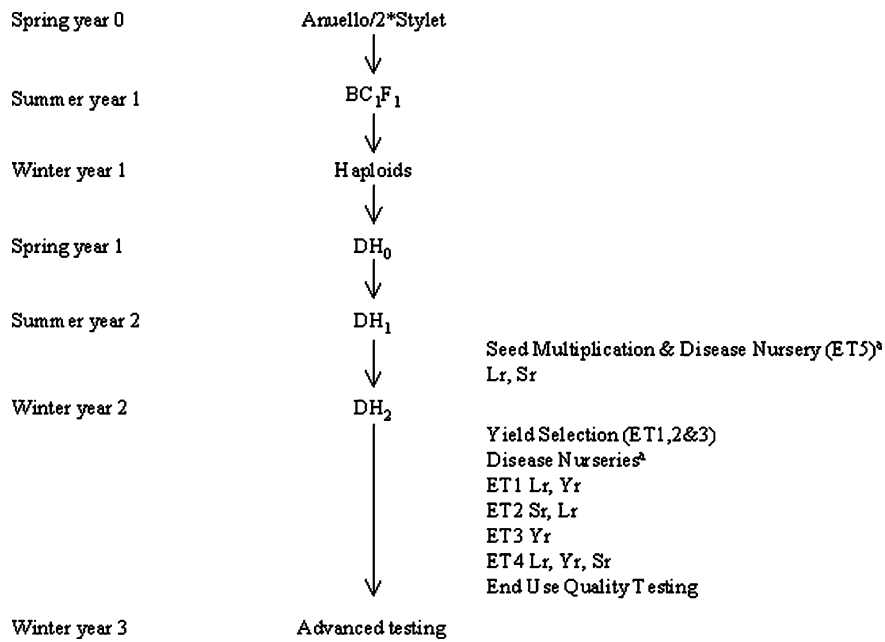 Spring year 0 Anuello/2*Stylet
Summer year 1 BC₁F₁
Winter year 1 Haploids
Spring year 1 DH₀
Summer year 2 DH₁
Seed Multiplication & Disease Nursery (ET5)ᵃ
Lr, Sr
Winter year 2 DH₂
Yield Selection (ET1,2&3)
Disease Nurseriesᵃ
ET1 Lr, Yr
ET2 Sr, Lr
ET3 Yr
ET4 Lr, Yr, Sr
End Use Quality Testing
Winter year 3 Advanced testing